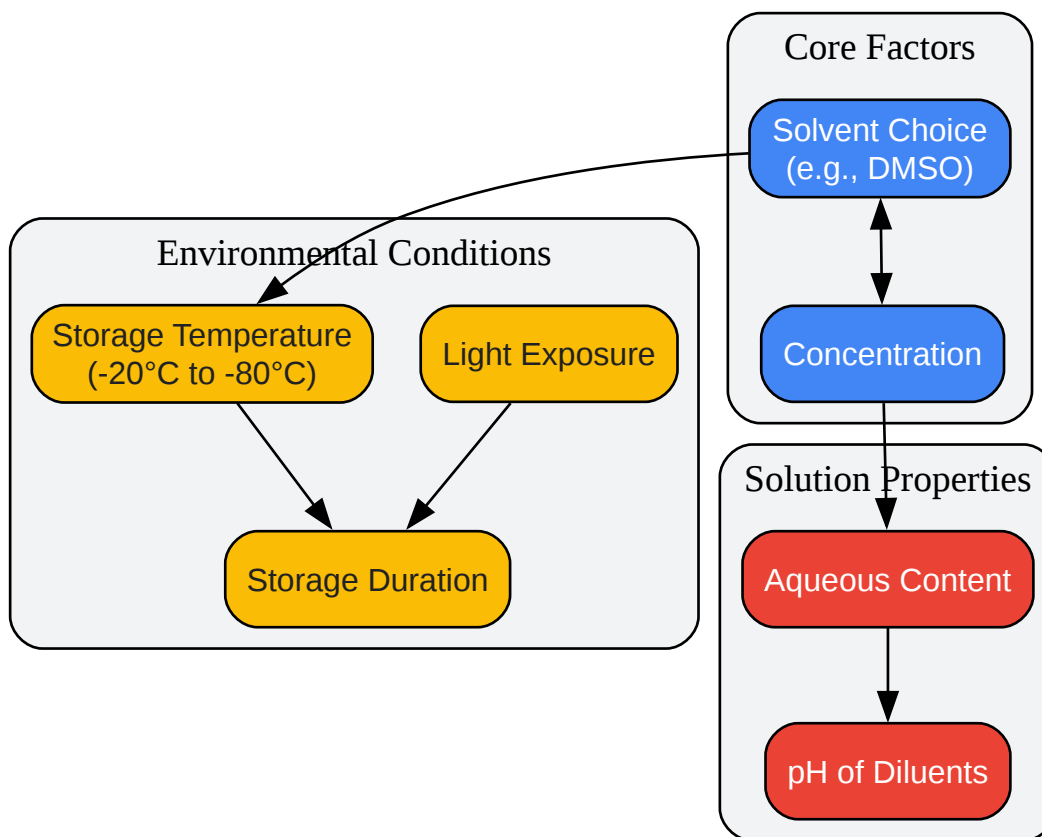 Core Factors
Solvent Choice
(e.g., DMSO)
Environmental Conditions
Storage Temperature
(-20°C to -80°C)
Light Exposure
Concentration
Solution Properties
Storage Duration
Aqueous Content
pH of Diluents